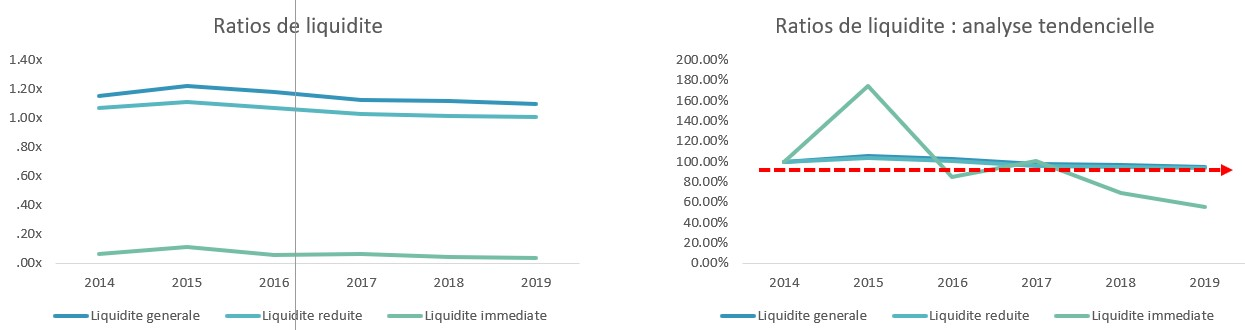 Ratios de liquidite
1.40x
1.20x
1.00x
.80x
.60x
.40x
.20x
.00x
2014 2015 2016 2017 2018 2019
Liquidite generale Liquidite reduite Liquidite immediate
Ratios de liquidite : analyse tendencielle
200.00%
180.00%
160.00%
140.00%
120.00%
100.00%
80.00%
60.00%
40.00%
20.00%
0.00%
2014 2015 2016 2017 2018 2019
Liquidite generale Liquidite reduite Liquidite immediate